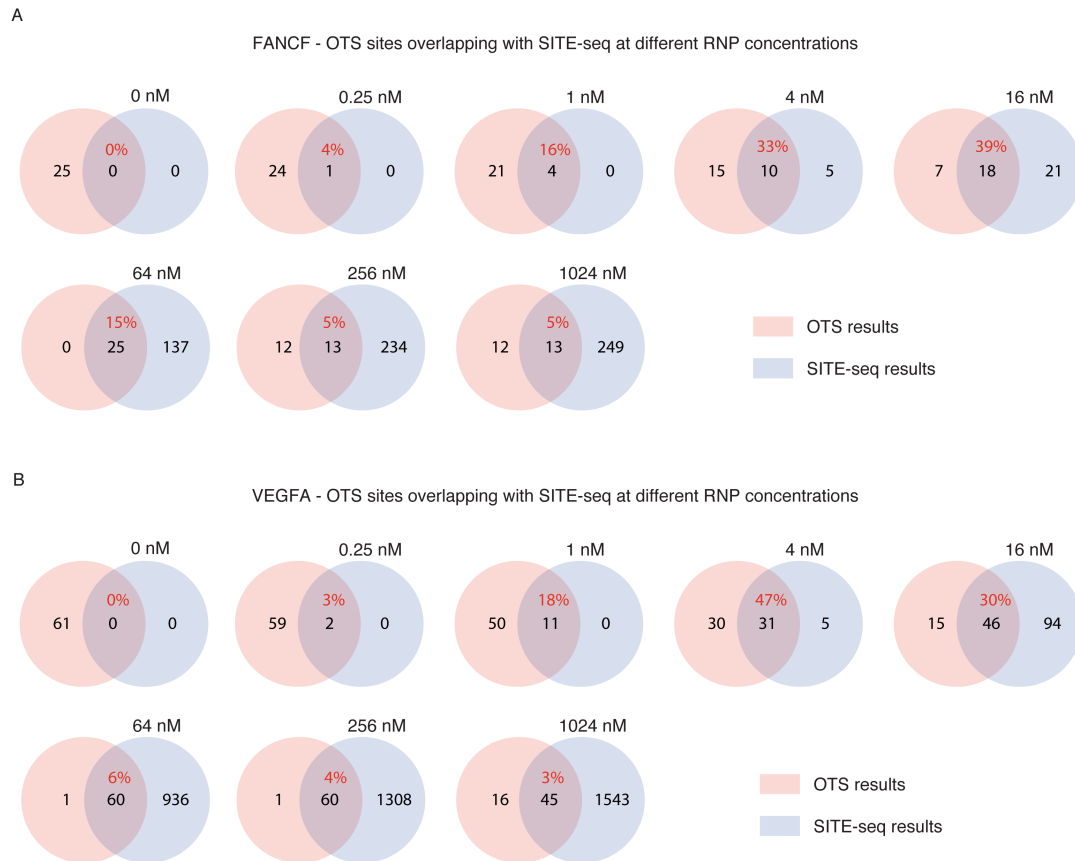 A
FANCF - OTS sites overlapping with SITE-seq at different RNP concentrations
0 nM
0%
25 0 0
0.25 nM
4%
24 1 0
1 nM
16%
21 4 0
4 nM
33%
15 10 5
16 nM
39%
7 18 21
64 nM
15%
0 25 137
256 nM
5%
12 13 234
1024 nM
5%
12 13 249
OTS results
SITE-seq results
B
VEGFA - OTS sites overlapping with SITE-seq at different RNP concentrations
0 nM
0%
61 0 0
0.25 nM
3%
59 2 0
1 nM
18%
50 11 0
4 nM
47%
30 31 5
16 nM
30%
15 46 94
64 nM
6%
1 60 936
256 nM
4%
1 60 1308
1024 nM
3%
16 45 1543
OTS results
SITE-seq results